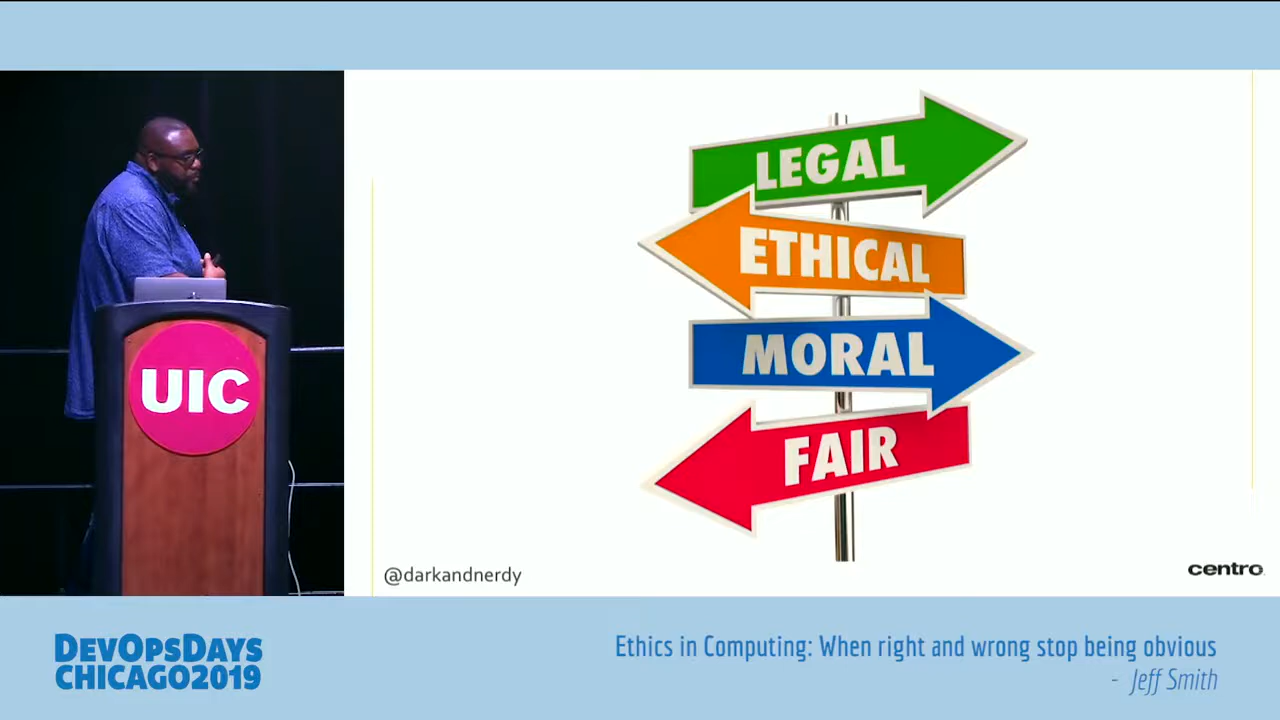 LEGAL
ETHICAL
MORAL
FAIR
UIC
@darkandnerdy
centro
DevOpsDays
CHICAGO2019
Ethics in Computing: When right and wrong stop being obvious
- Jeff Smith